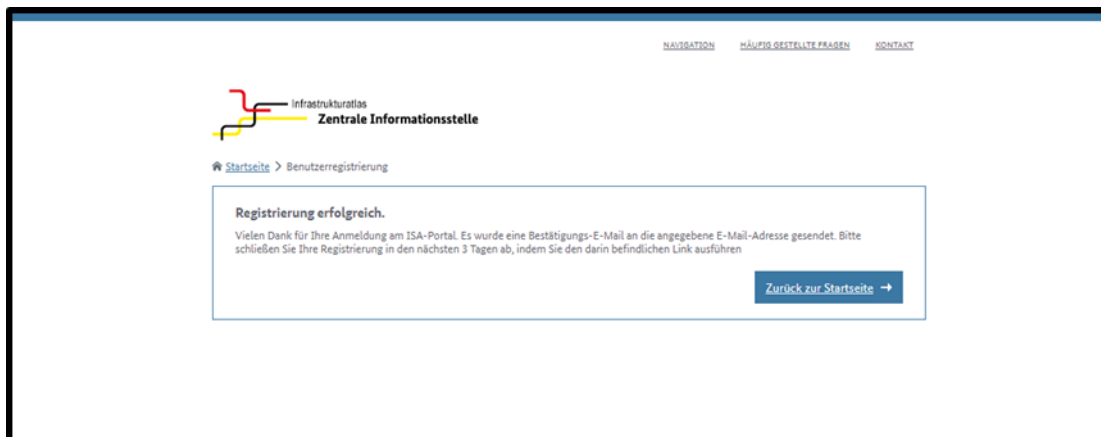 NAVIGATION HÄUFIG GESTELLTE FRAGEN KONTAKT
Infrastrukturatlas
Zentrale Informationsstelle
Startseite > Benutzerregistrierung
Registrierung erfolgreich.
Vielen Dank für Ihre Anmeldung am ISA-Portal. Es wurde eine Bestätigungs-E-Mail an die angegebene E-Mail-Adresse gesendet. Bitte
schließen Sie Ihre Registrierung in den nächsten 3 Tagen ab, indem Sie den darin befindlichen Link ausführen
Zurück zur Startseite →